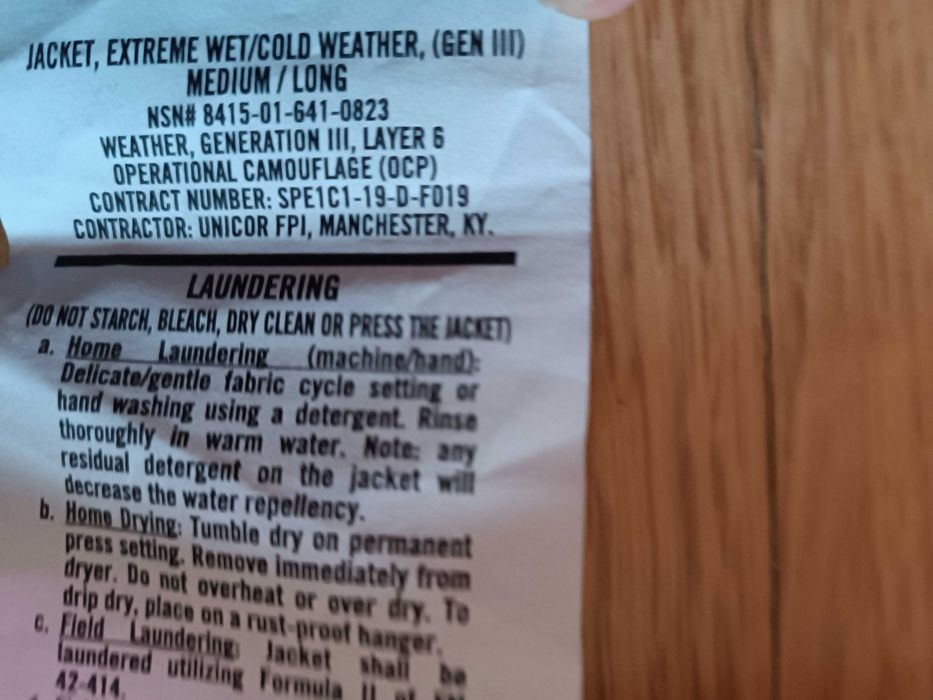 JACKET, EXTREME WET/COLD WEATHER, (GEN III)
MEDIUM / LONG
NSN# 8415-01-641-0823
WEATHER, GENERATION III, LAYER 6
OPERATIONAL CAMOUFLAGE (OCP)
CONTRACT NUMBER: SPE1C1-19-D-F019
CONTRACTOR: UNICOR FPI, MANCHESTER, KY.
LAUNDERING
(DO NOT STARCH, BLEACH, DRY CLEAN OR PRESS THE JACKET)
a. Home Laundering (machine/hand):
Delicate/gentle fabric cycle setting or
hand washing using a detergent. Rinse
thoroughly in warm water. Note: any
residual detergent on the jacket will
decrease the water repellency.
b. Home Drying: Tumble dry on permanent
press setting. Remove immediately from
dryer. Do not overheat or over dry. To
drip dry, place on a rust-proof hanger.
c. Field Laundering: Jacket shall be
laundered utilizing Formula II of
42-414.